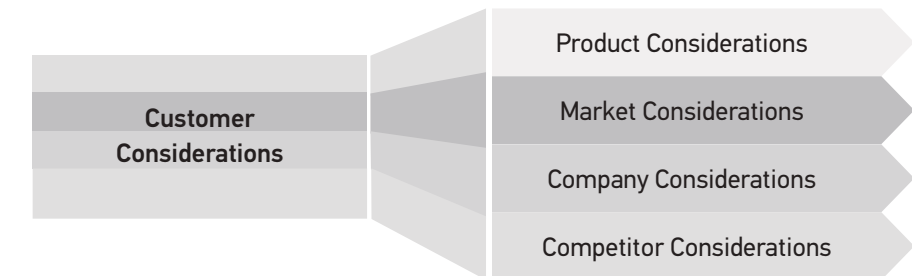 Customer
Considerations
Product Considerations
Market Considerations
Company Considerations
Competitor Considerations